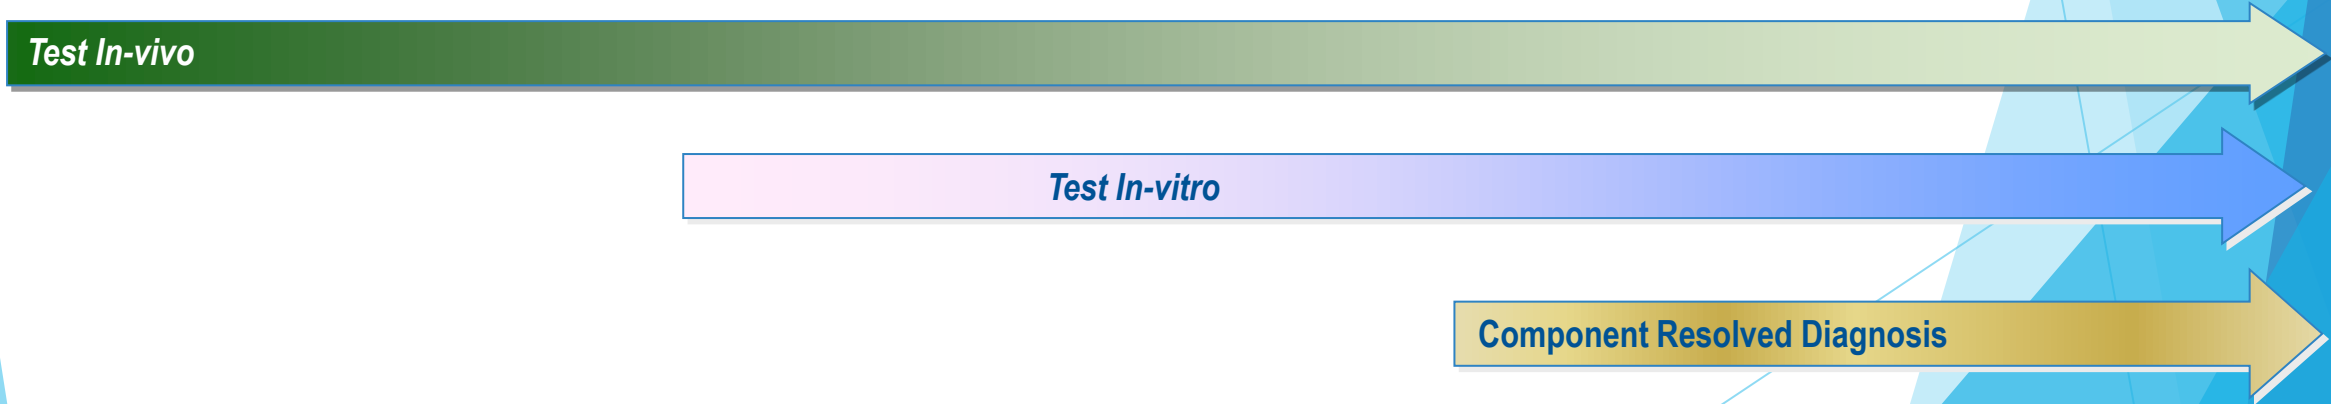 Test In-vivo
Test In-vitro
Component Resolved Diagnosis